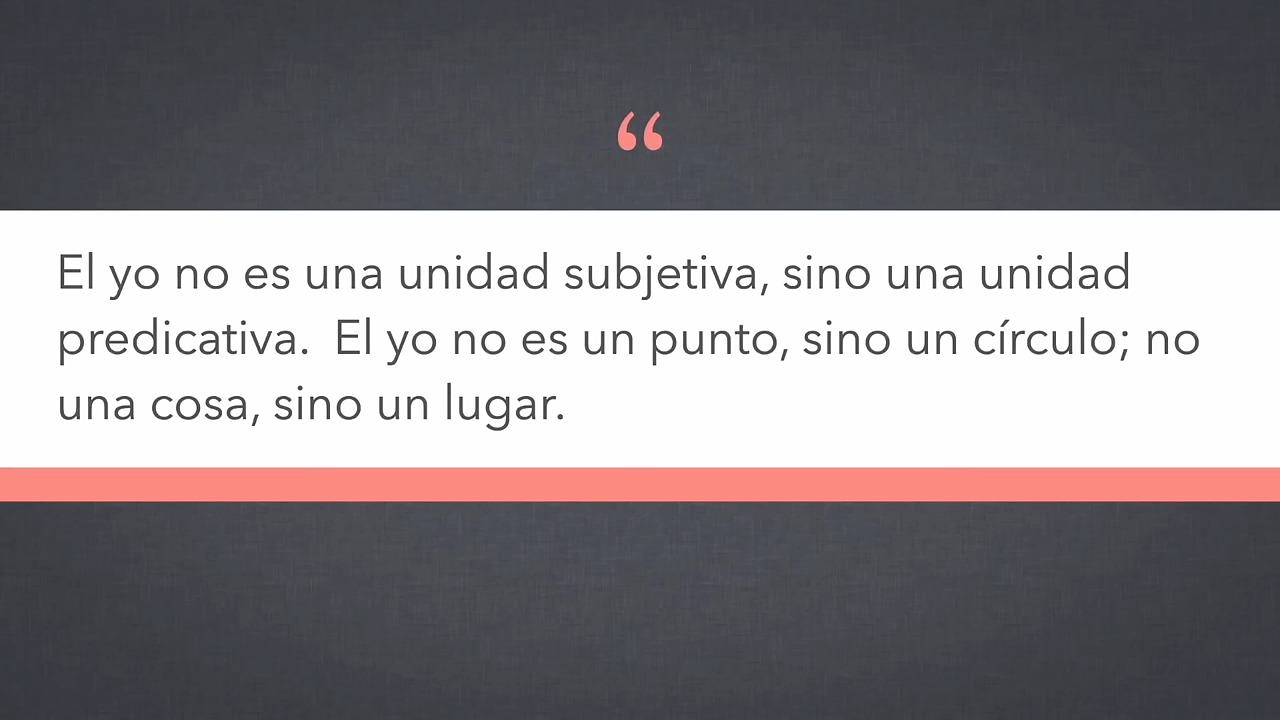 “
El yo no es una unidad subjetiva, sino una unidad
predicativa.  El yo no es un punto, sino un círculo; no
una cosa, sino un lugar.